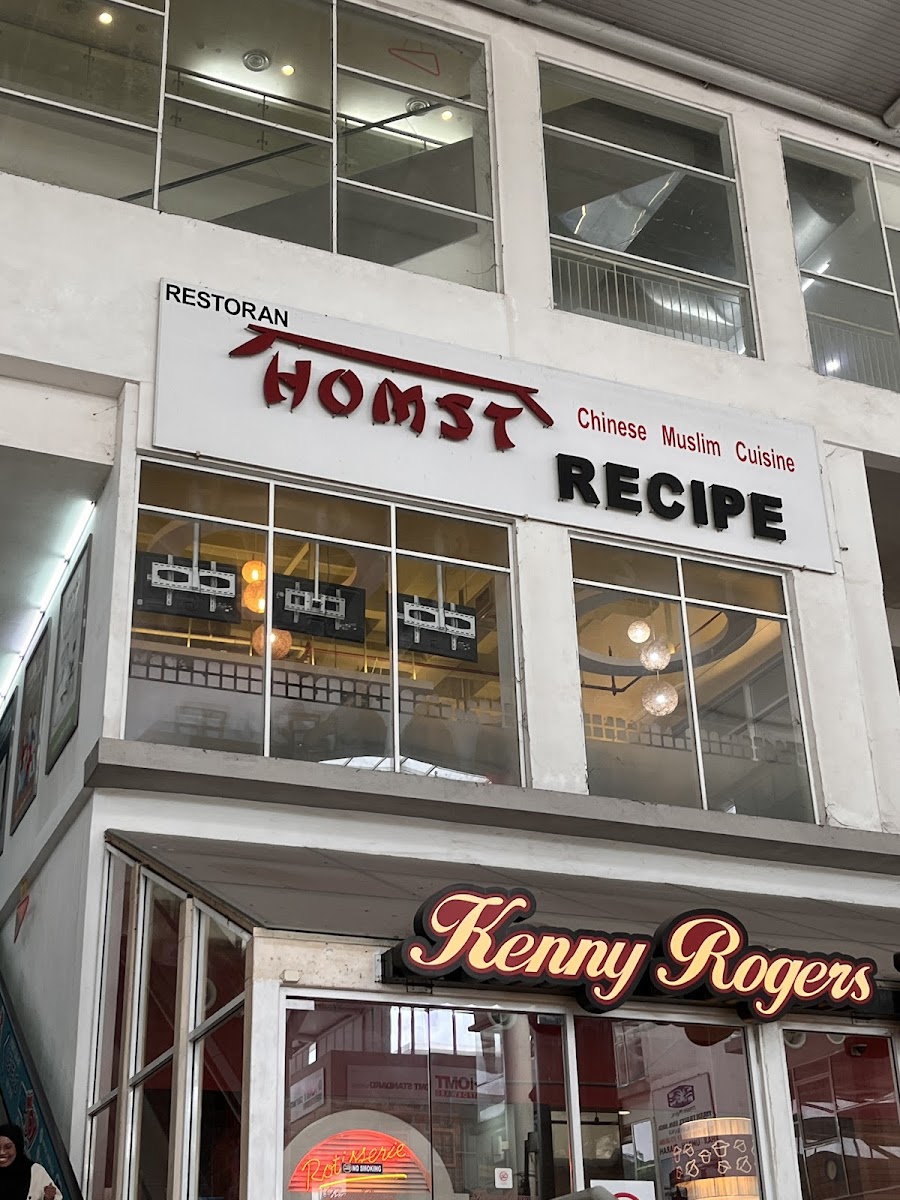 RESTORAN
HOMST
Chinese Muslim Cuisine
RECIPE
Kenny Rogers
Rotisserie
NO SMOKING